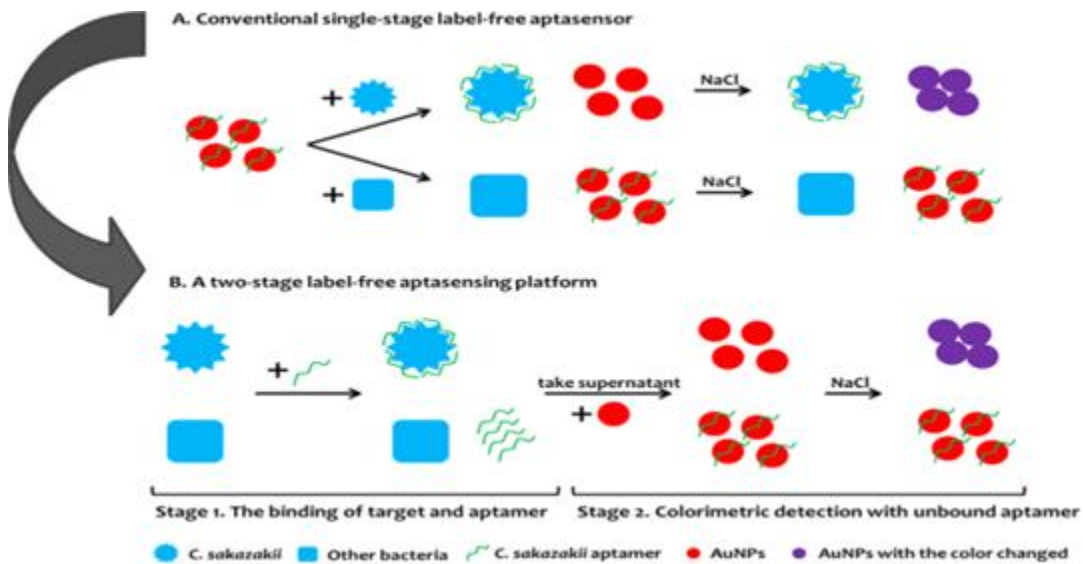 A. Conventional single-stage label-free aptasensor
+
NaCl
+
NaCl
B. A two-stage label-free aptasensing platform
+
take supernatant
+
NaCl
Stage 1. The binding of target and aptamer
Stage 2. Colorimetric detection with unbound aptamer
C. sakazakii
Other bacteria
C. sakazakii aptamer
AuNPs
AuNPs with the color changed